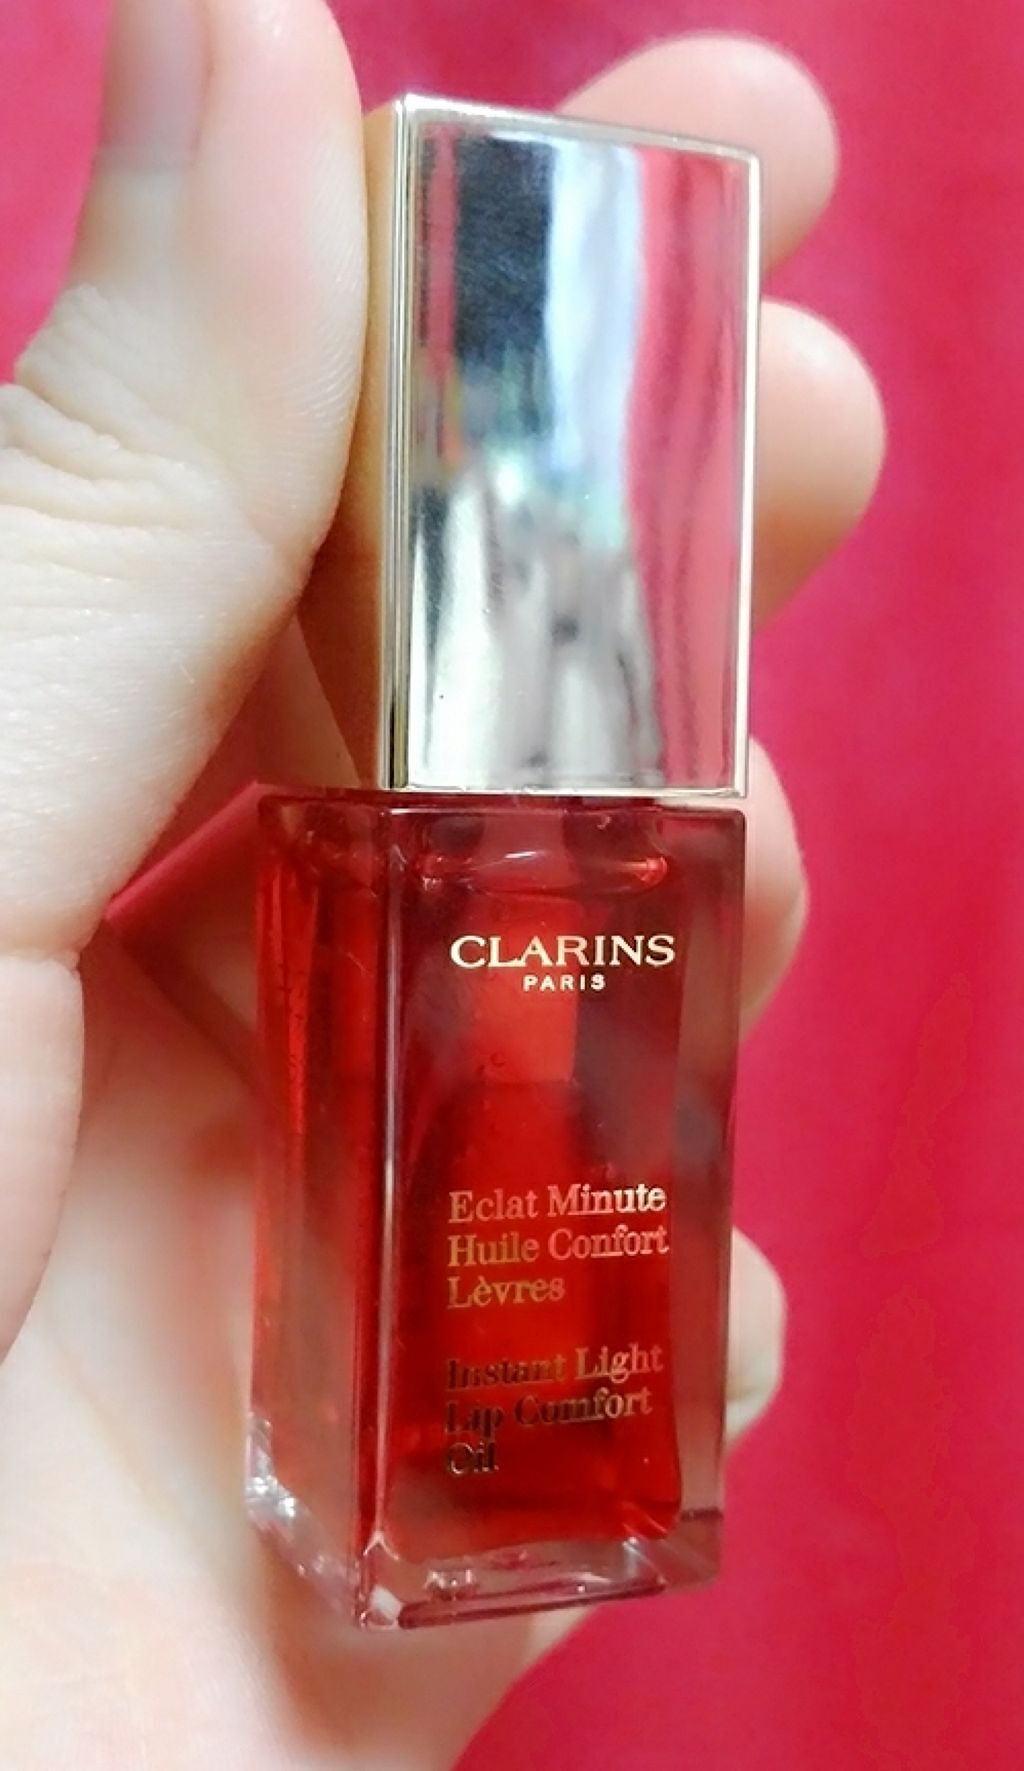 CLARINS
PARIS
Eclat Minute
Huile Confort
Lèvres
Instant Light
Lip Comfort
Oil